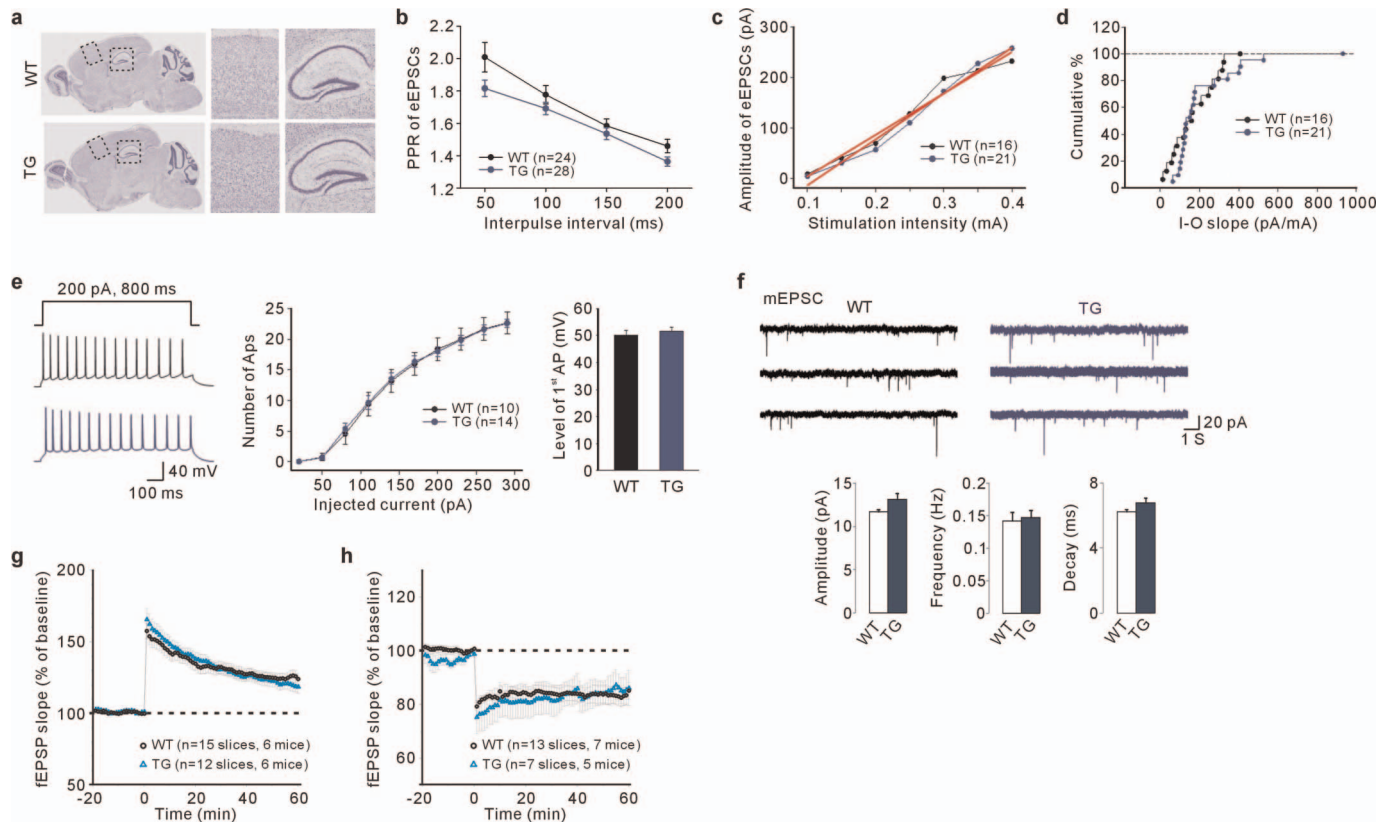 a
WT
TG
b
PPR of eEPSCs
2.2
2.0
1.8
1.6
1.4
1.2
WT (n=24)
TG (n=28)
50 100 150 200
Interpulse interval (ms)
c
Amplitude of eEPSCs (pA)
300
200
100
0
WT (n=16)
TG (n=21)
0.1 0.2 0.3 0.4
Stimulation intensity (mA)
d
Cumulative %
120
100
80
60
40
20
0
WT (n=16)
TG (n=21)
0 200 400 600 800 1000
I-O slope (pA/mA)
e
200 pA, 800 ms
40 mV
100 ms
Number of Aps
25
20
15
10
5
0
WT (n=10)
TG (n=14)
50 100 150 200 250 300
Injected current (pA)
Level of 1st AP (mV)
60
50
40
30
20
10
0
WT TG
f
mEPSC
WT
TG
20 pA
1 S
Amplitude (pA)
15
10
5
0
WT TG
Frequency (Hz)
0.2
0.15
0.1
0.05
0
WT TG
Decay (ms)
8
4
0
WT TG
g
fEPSP slope (% of baseline)
200
150
100
50
WT (n=15 slices, 6 mice)
TG (n=12 slices, 6 mice)
-20 0 20 40 60
Time (min)
h
fEPSP slope (% of baseline)
120
100
80
60
WT (n=13 slices, 7 mice)
TG (n=7 slices, 5 mice)
-20 0 20 40 60
Time (min)